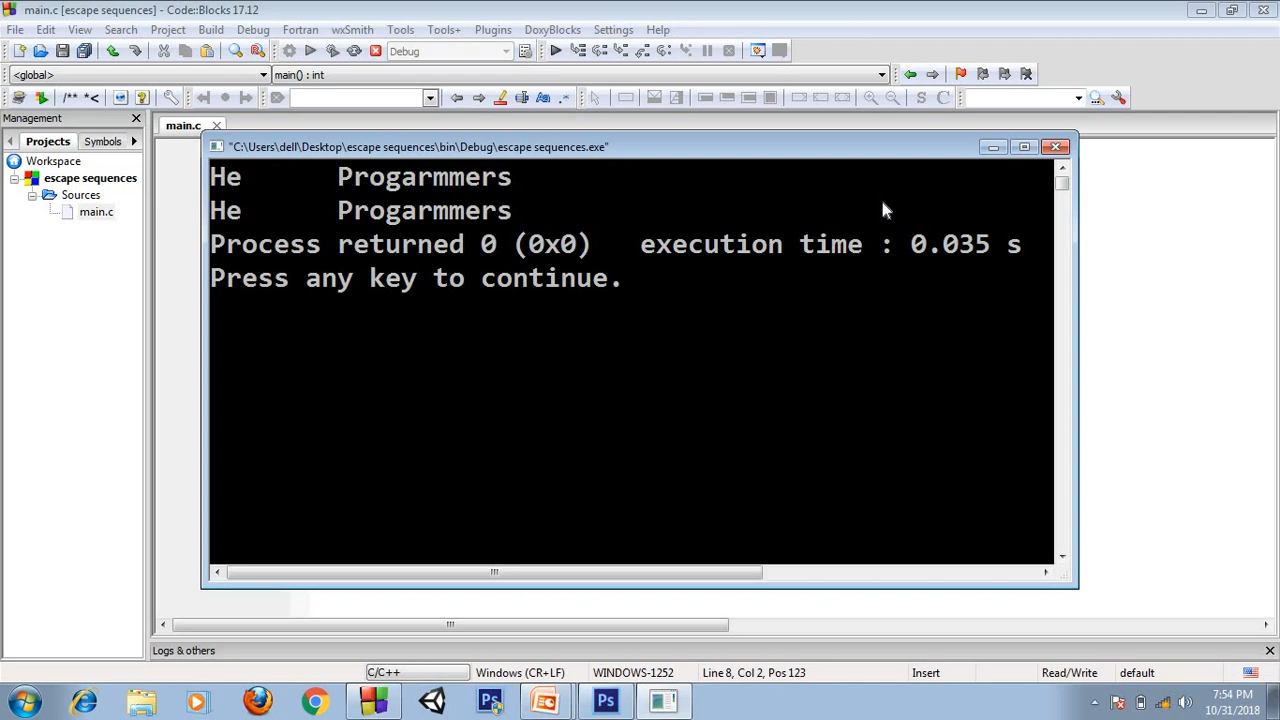 main.c [escape sequences] - Code::Blocks 17.12
File Edit View Search Project Build Debug Fortran wxSmith Tools Tools+ Plugins DoxyBlocks Settings Help
Debug
<global> main() : int
/** *<
Management
main.c
Projects Symbols
Workspace
escape sequences
Sources
main.c
"C:\Users\dell\Desktop\escape sequences\bin\Debug\escape sequences.exe"
He Progarmmers
He Progarmmers
Process returned 0 (0x0) execution time : 0.035 s
Press any key to continue.
Logs & others
C/C++ Windows (CR+LF) WINDOWS-1252 Line 8, Col 2, Pos 123 Insert Read/Write default
7:54 PM
10/31/2018